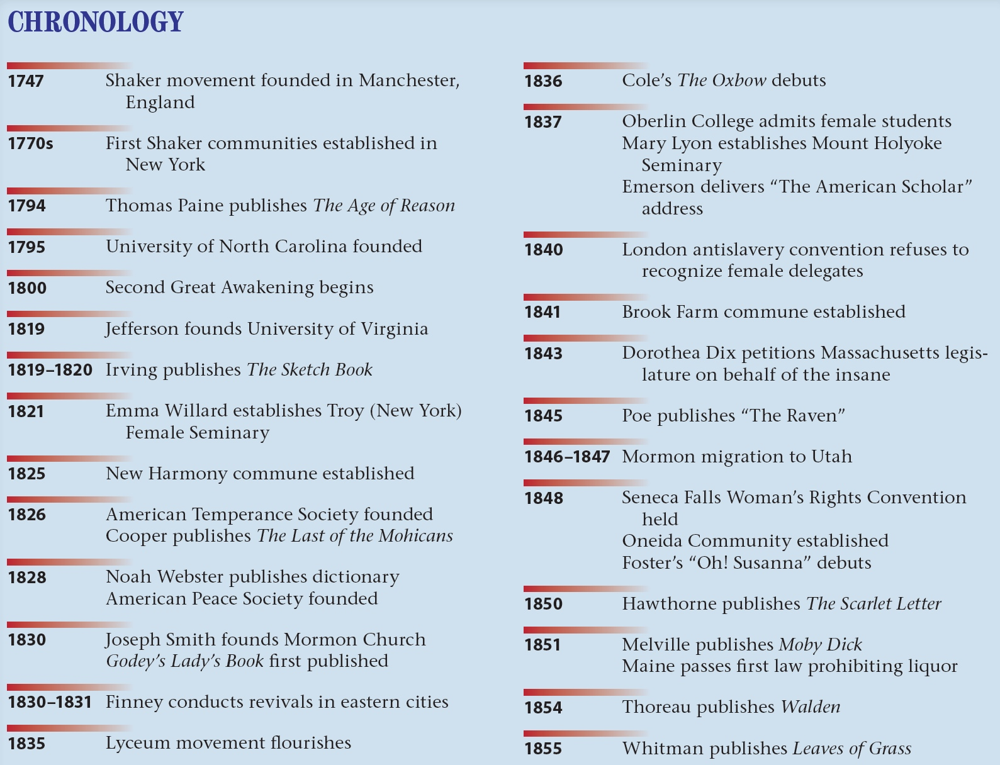 CHRONOLOGY
1747 Shaker movement founded in Manchester,
England
1770s First Shaker communities established in
New York
1794 Thomas Paine publishes The Age of Reason
1795 University of North Carolina founded
1800 Second Great Awakening begins
1819 Jefferson founds University of Virginia
1819–1820 Irving publishes The Sketch Book
1821 Emma Willard establishes Troy (New York)
Female Seminary
1825 New Harmony commune established
1826 American Temperance Society founded
Cooper publishes The Last of the Mohicans
1828 Noah Webster publishes dictionary
American Peace Society founded
1830 Joseph Smith founds Mormon Church
Godey’s Lady’s Book first published
1830–1831 Finney conducts revivals in eastern cities
1835 Lyceum movement flourishes
1836 Cole’s The Oxbow debuts
1837 Oberlin College admits female students
Mary Lyon establishes Mount Holyoke
Seminary
Emerson delivers “The American Scholar”
address
1840 London antislavery convention refuses to
recognize female delegates
1841 Brook Farm commune established
1843 Dorothea Dix petitions Massachusetts legis-
lature on behalf of the insane
1845 Poe publishes “The Raven”
1846–1847 Mormon migration to Utah
1848 Seneca Falls Woman’s Rights Convention
held
Oneida Community established
Foster’s “Oh! Susanna” debuts
1850 Hawthorne publishes The Scarlet Letter
1851 Melville publishes Moby Dick
Maine passes first law prohibiting liquor
1854 Thoreau publishes Walden
1855 Whitman publishes Leaves of Grass